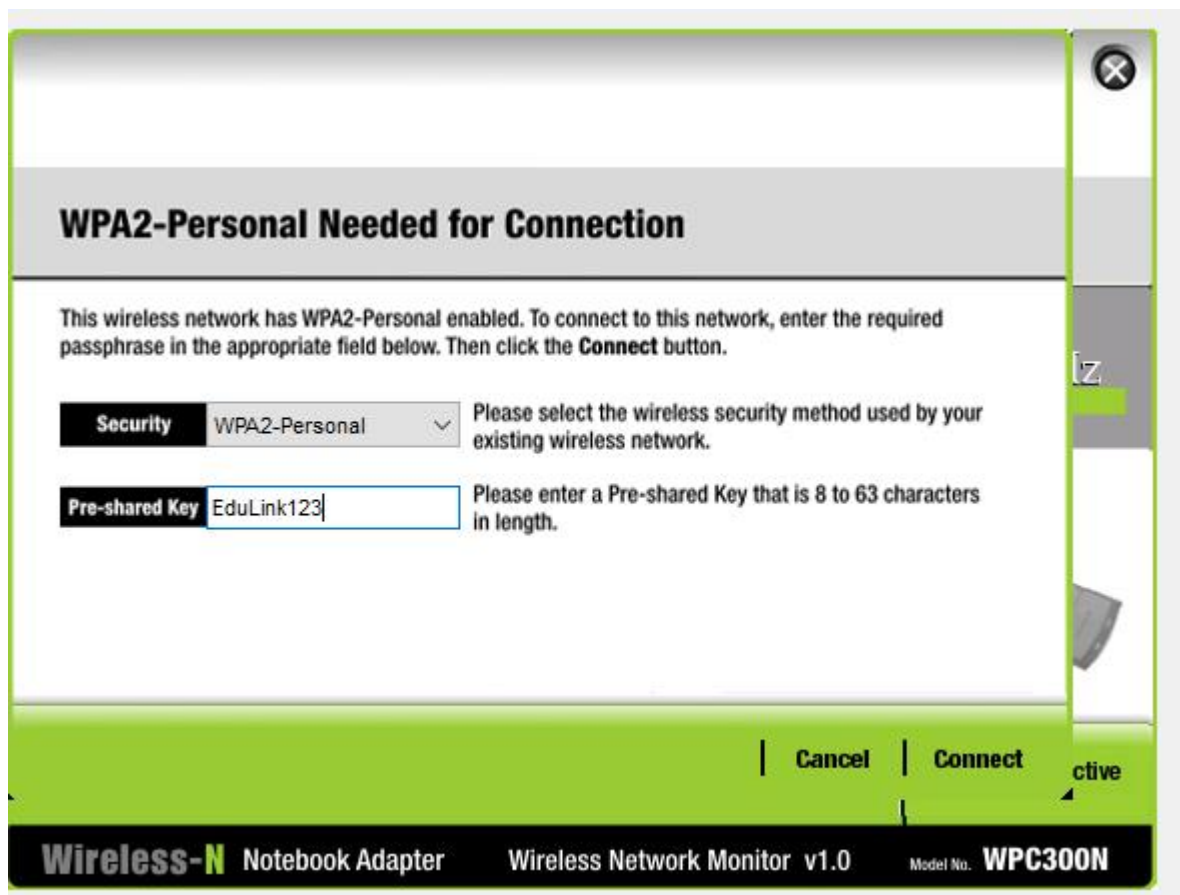 WPA2-Personal Needed for Connection
This wireless network has WPA2-Personal enabled. To connect to this network, enter the required
passphrase in the appropriate field below. Then click the Connect button.
Security
WPA2-Personal
Please select the wireless security method used by your
existing wireless network.
Pre-shared Key
EduLink123
Please enter a Pre-shared Key that is 8 to 63 characters
in length.
Cancel
Connect
ctive
Wireless-N Notebook Adapter
Wireless Network Monitor v1.0
Model No. WPC300N